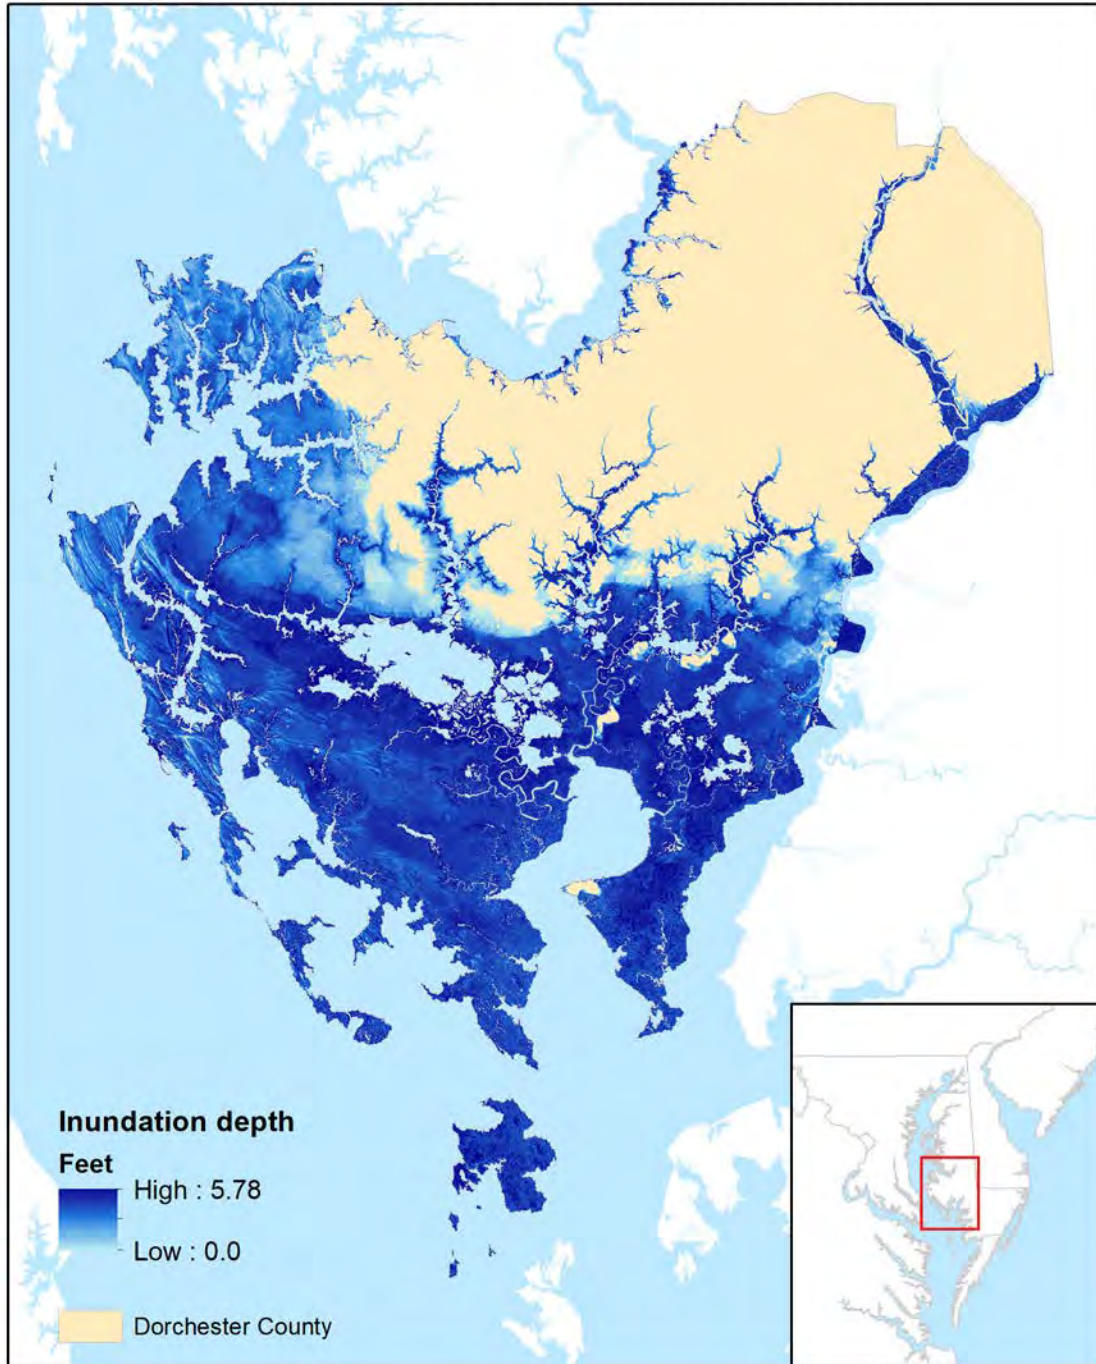 Inundation depth
Feet
High : 5.78
Low : 0.0
Dorchester County